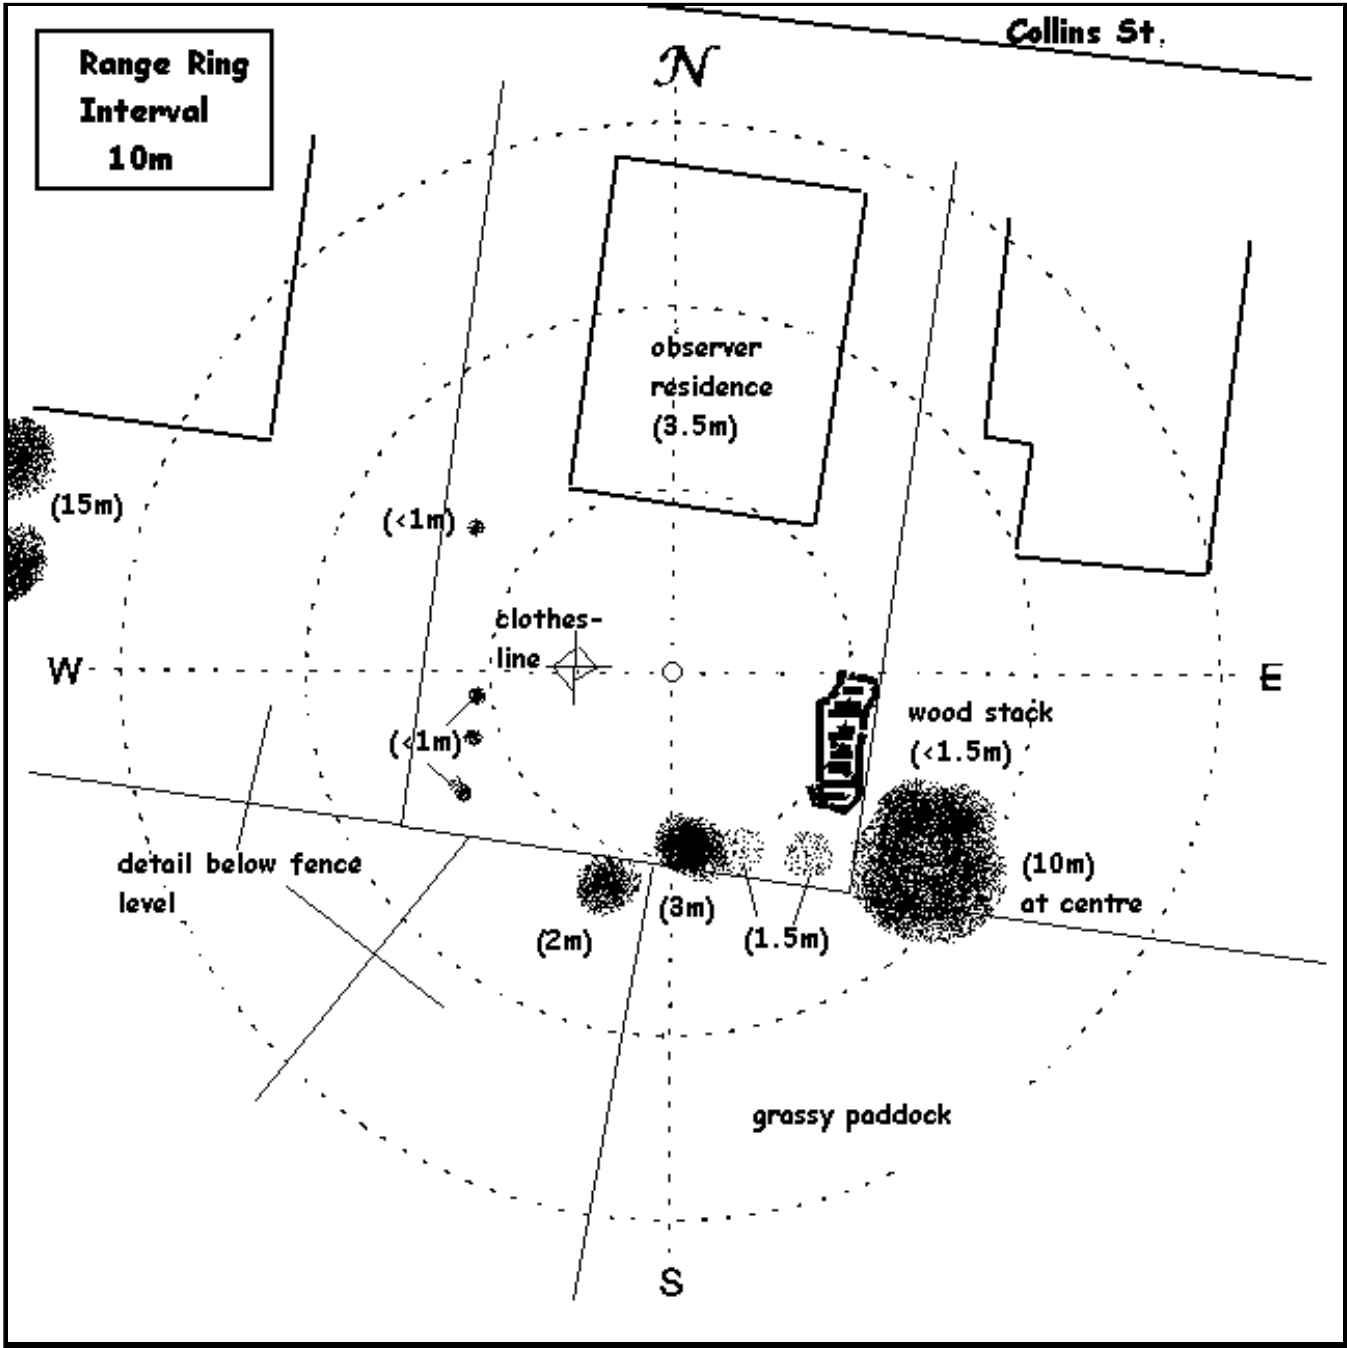 Collins St.
Range Ring
Interval
10m
N
observer
residence
(3.5m)
(15m)
(<1m)
clothes-
line
W
E
wood stack
(<1.5m)
(<1m)
detail below fence
level
(10m)
at centre
(3m)
(2m)
(1.5m)
grassy paddock
S